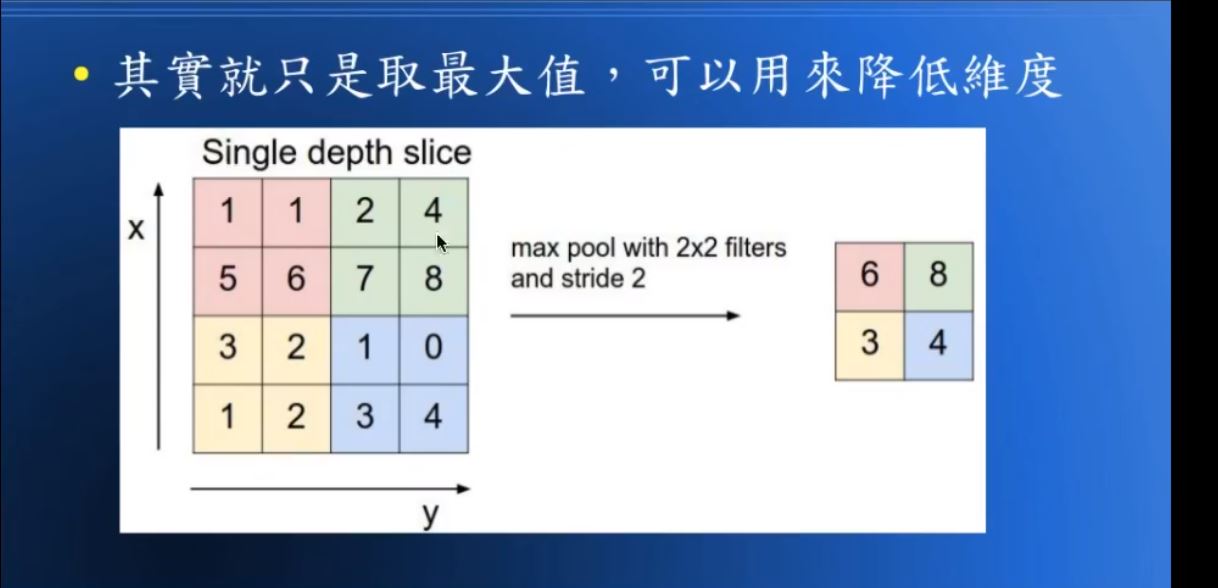 其實就只是取最大值，可以用來降低維度
Single depth slice
x
1 1 2 4
5 6 7 8
3 2 1 0
1 2 3 4
y
max pool with 2x2 filters
and stride 2
6 8
3 4